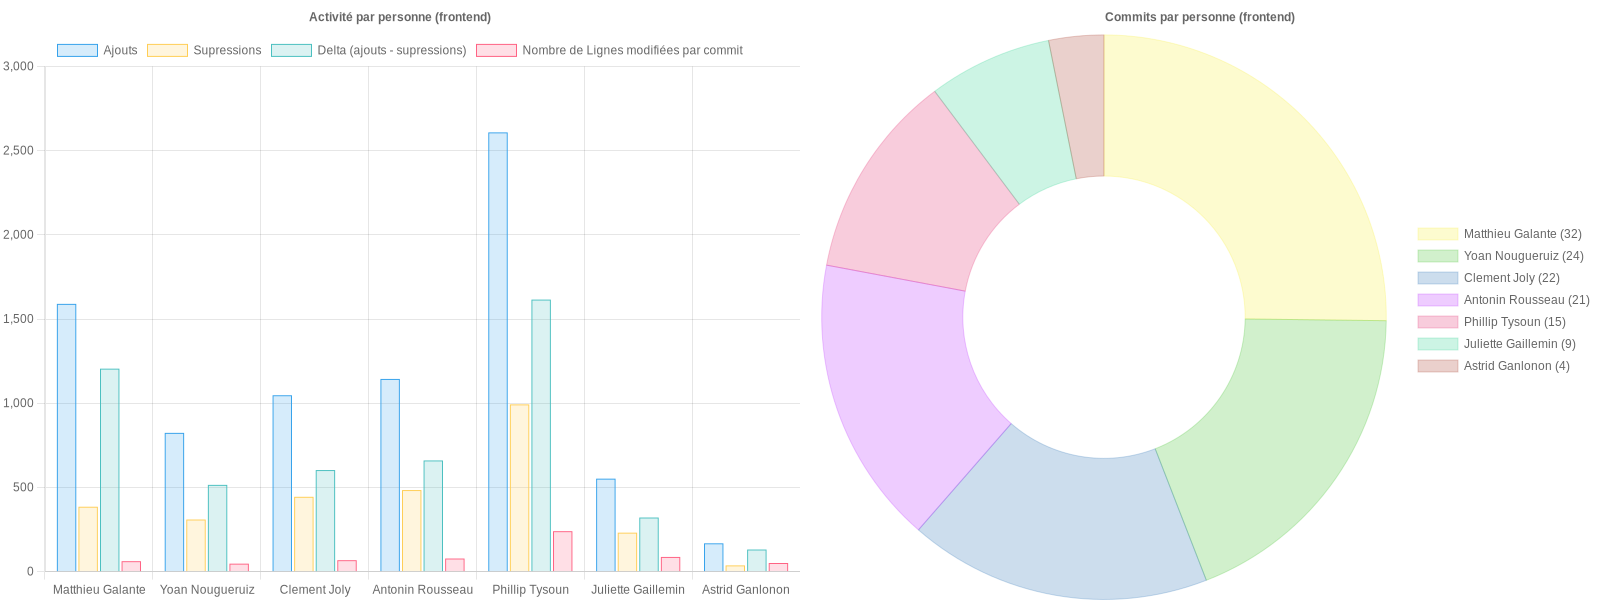 Activité par personne (frontend)
Ajouts Supressions Delta (ajouts - supressions) Nombre de Lignes modifiées par commit
3,000
2,500
2,000
1,500
1,000
500
0
Matthieu Galante Yoan Nougueruiz Clement Joly Antonin Rousseau Phillip Tysoun Juliette Gaillemin Astrid Ganlonon
Commits par personne (frontend)
Matthieu Galante (32)
Yoan Nougueruiz (24)
Clement Joly (22)
Antonin Rousseau (21)
Phillip Tysoun (15)
Juliette Gaillemin (9)
Astrid Ganlonon (4)